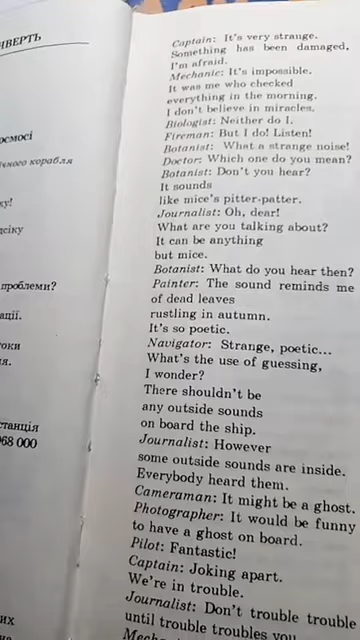 ИВЕРТЬ
осмосі
ічного корабля
ку!
дсіку
проблеми?
ації.
токи
я.
станція
968 000
их
Captain: It's very strange.
Something has been damaged,
I'm afraid.
Mechanic: It's impossible.
It was me who checked
everything in the morning.
I don't believe in miracles.
Biologist: Neither do I.
Fireman: But I do! Listen!
Botanist: What a strange noise!
Doctor: Which one do you mean?
Botanist: Don't you hear?
It sounds
like mice's pitter-patter.
Journalist: Oh, dear!
What are you talking about?
It can be anything
but mice.
Botanist: What do you hear then?
Painter: The sound reminds me
of dead leaves
rustling in autumn.
It's so poetic.
Navigator: Strange, poetic...
What's the use of guessing,
I wonder?
There shouldn't be
any outside sounds
on board the ship.
Journalist: However
some outside sounds are inside.
Everybody heard them.
Cameraman: It might be a ghost.
Photographer: It would be funny
to have a ghost on board.
Pilot: Fantastic!
Captain: Joking apart.
We're in trouble.
Journalist: Don't trouble trouble
until trouble troubles you